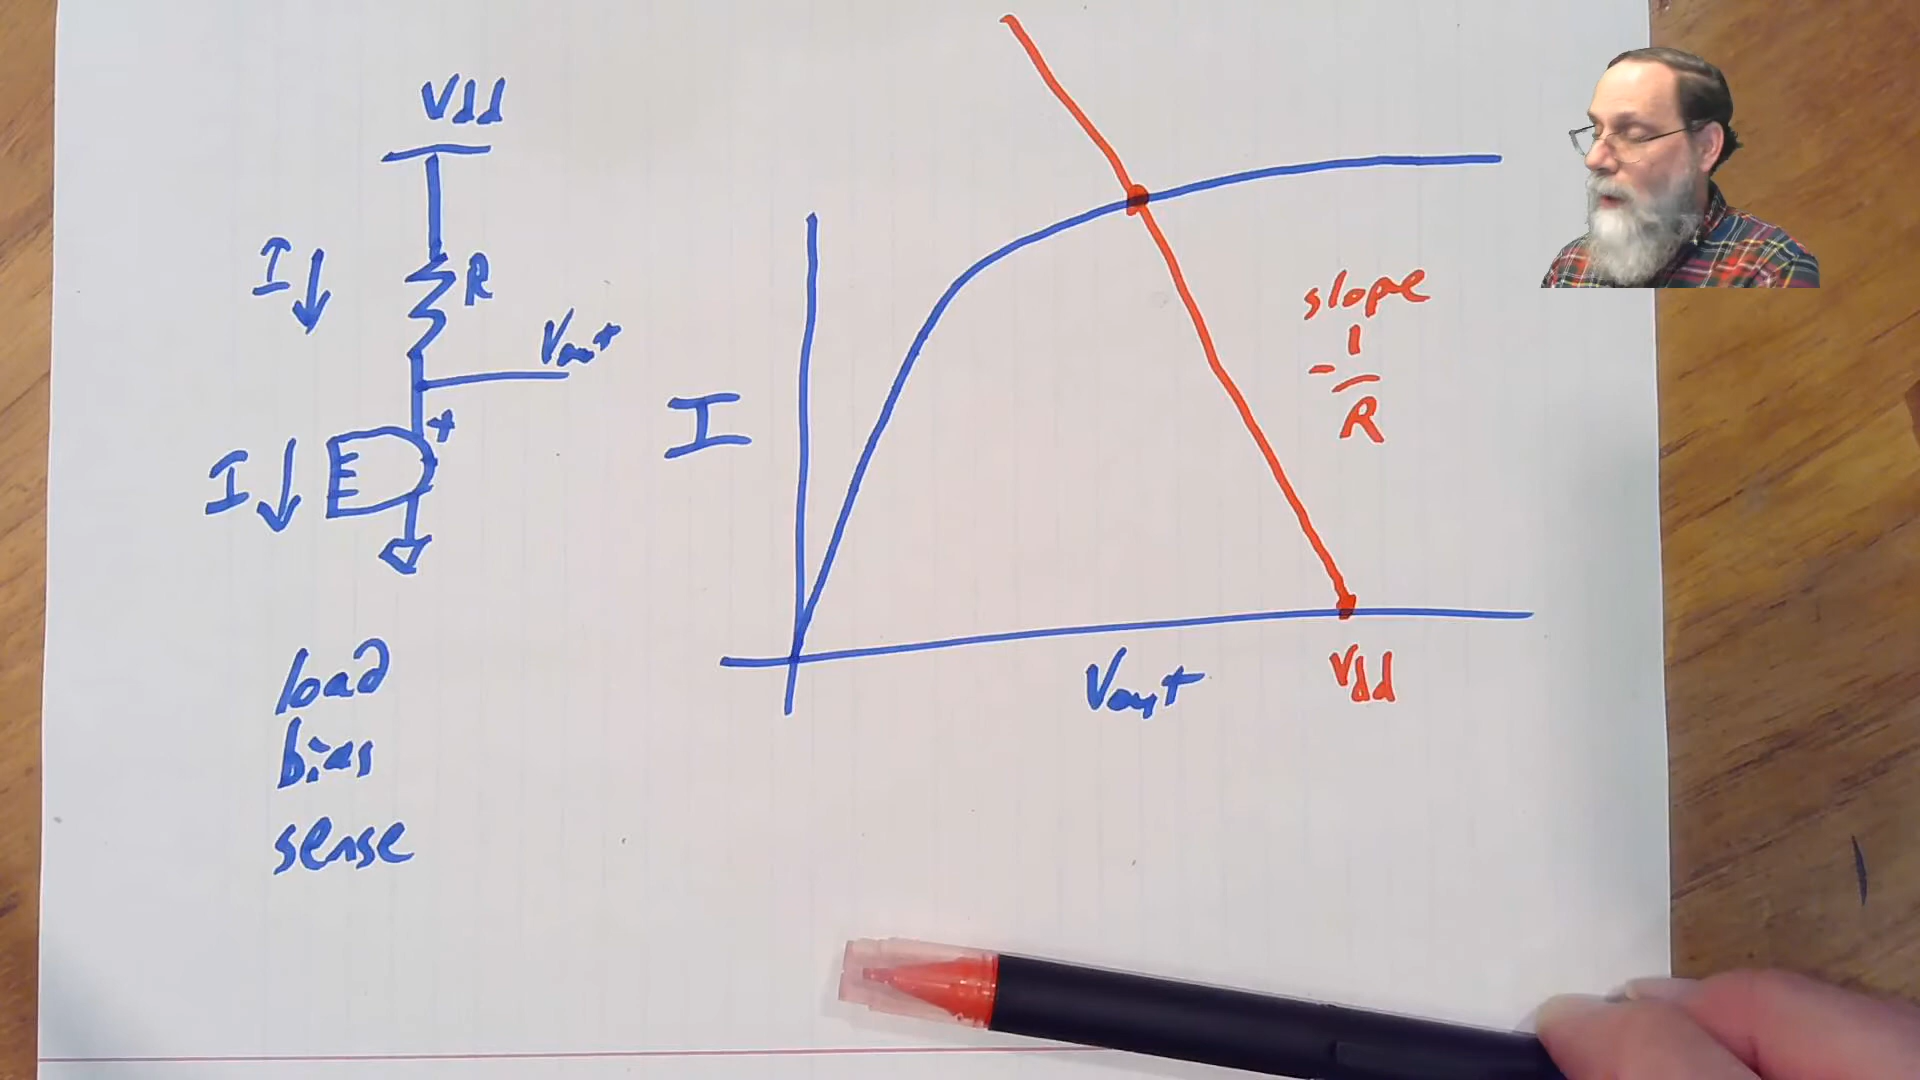 Vdd
I
R
Vout
+
I
load
bias
sense
I
slope
- 1
R
Vout
Vdd